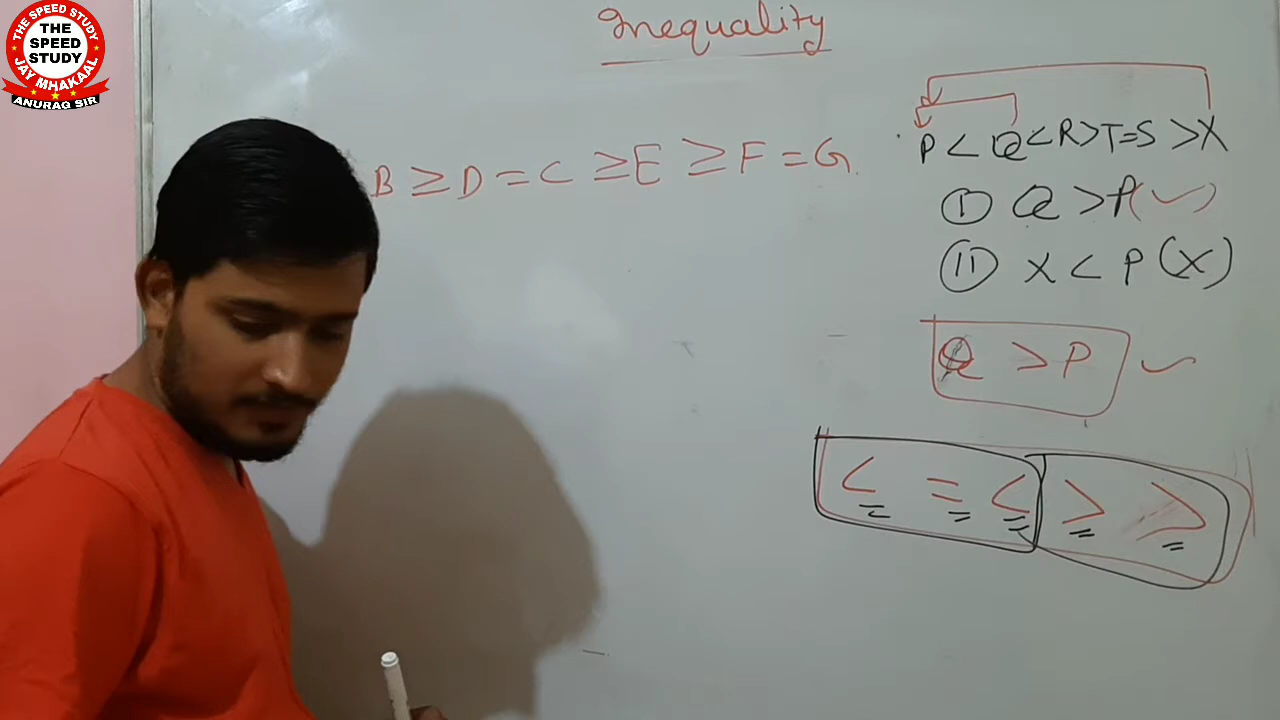 THE SPEED STUDY
THE
SPEED
STUDY
JAY MHAKAAL
ANURAG SIR
Inequality
B ≥ D = C ≥ E ≥ F = G
P < Q < R > T = S > X
(I) Q > P (✓)
(II) X < P (X)
Q > P ✓
< = < > >